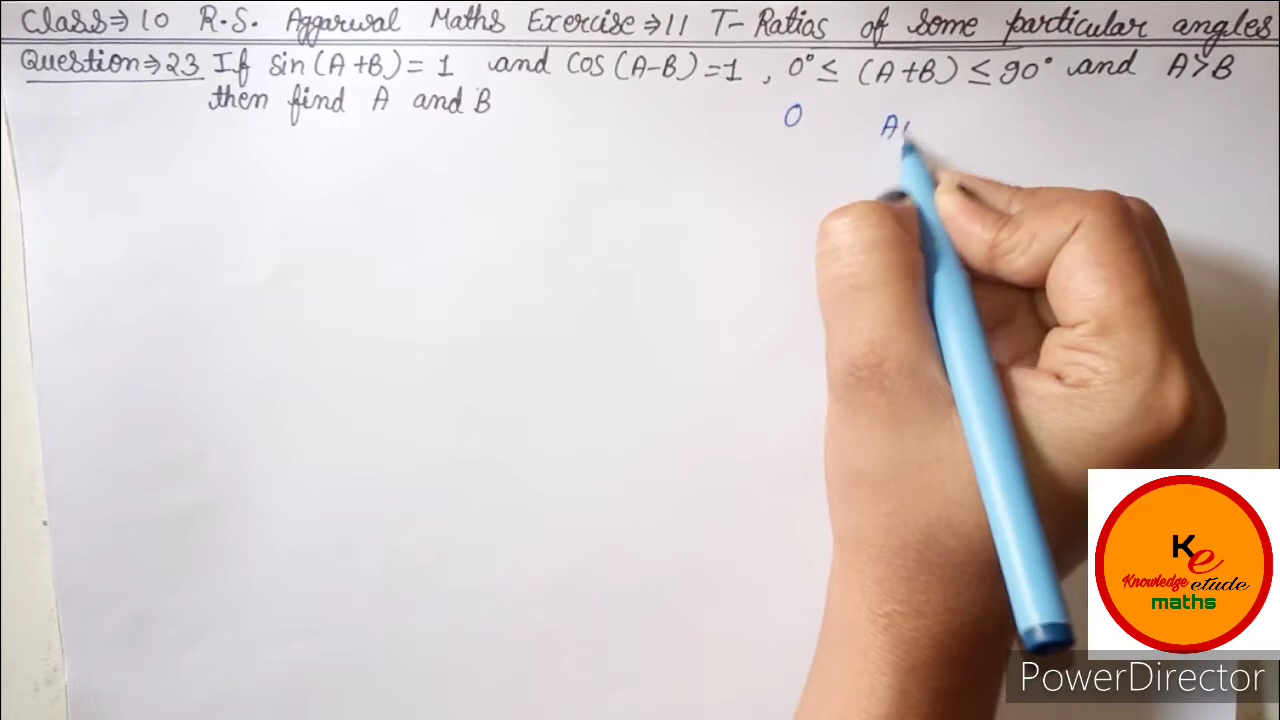 Class⇒10 R.S. Aggarwal Maths Exercise⇒11 T-Ratios of some particular angles
Question⇒23 If sin(A+B)=1 and cos(A-B)=1, 0°≤ (A+B) ≤90° and A>B
then find A and B
0 A
Ke
Knowledge etude
maths
PowerDirector